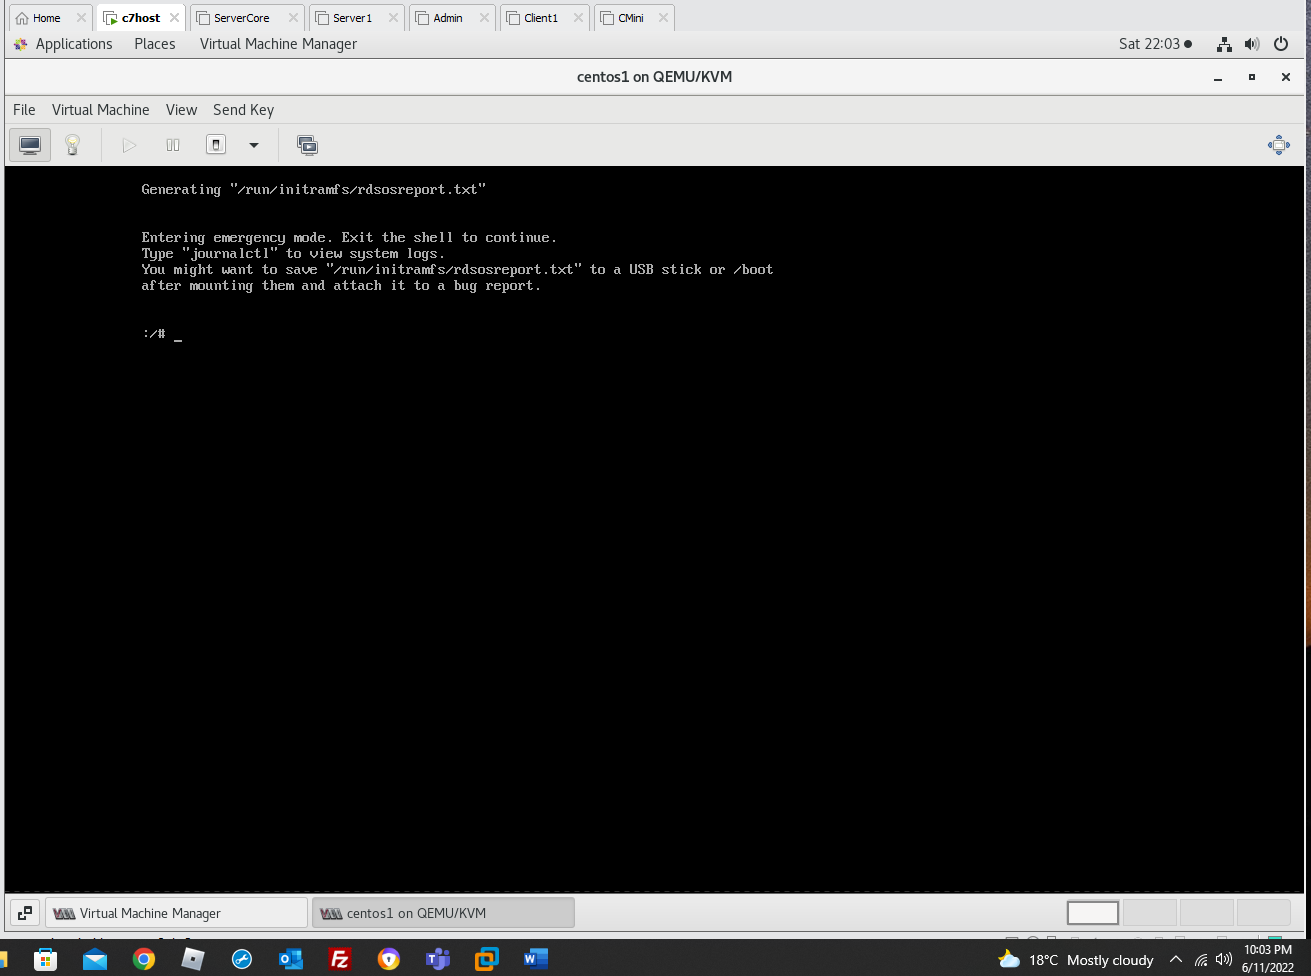 Home c7host ServerCore Server1 Admin Client1 CMini
Applications Places Virtual Machine Manager Sat 22:03
centos1 on QEMU/KVM
File Virtual Machine View Send Key
Generating "/run/initramfs/rdsosreport.txt"
Entering emergency mode. Exit the shell to continue.
Type "journalctl" to view system logs.
You might want to save "/run/initramfs/rdsosreport.txt" to a USB stick or /boot
after mounting them and attach it to a bug report.
:/# _
Virtual Machine Manager centos1 on QEMU/KVM
18°C Mostly cloudy 10:03 PM
6/11/2022